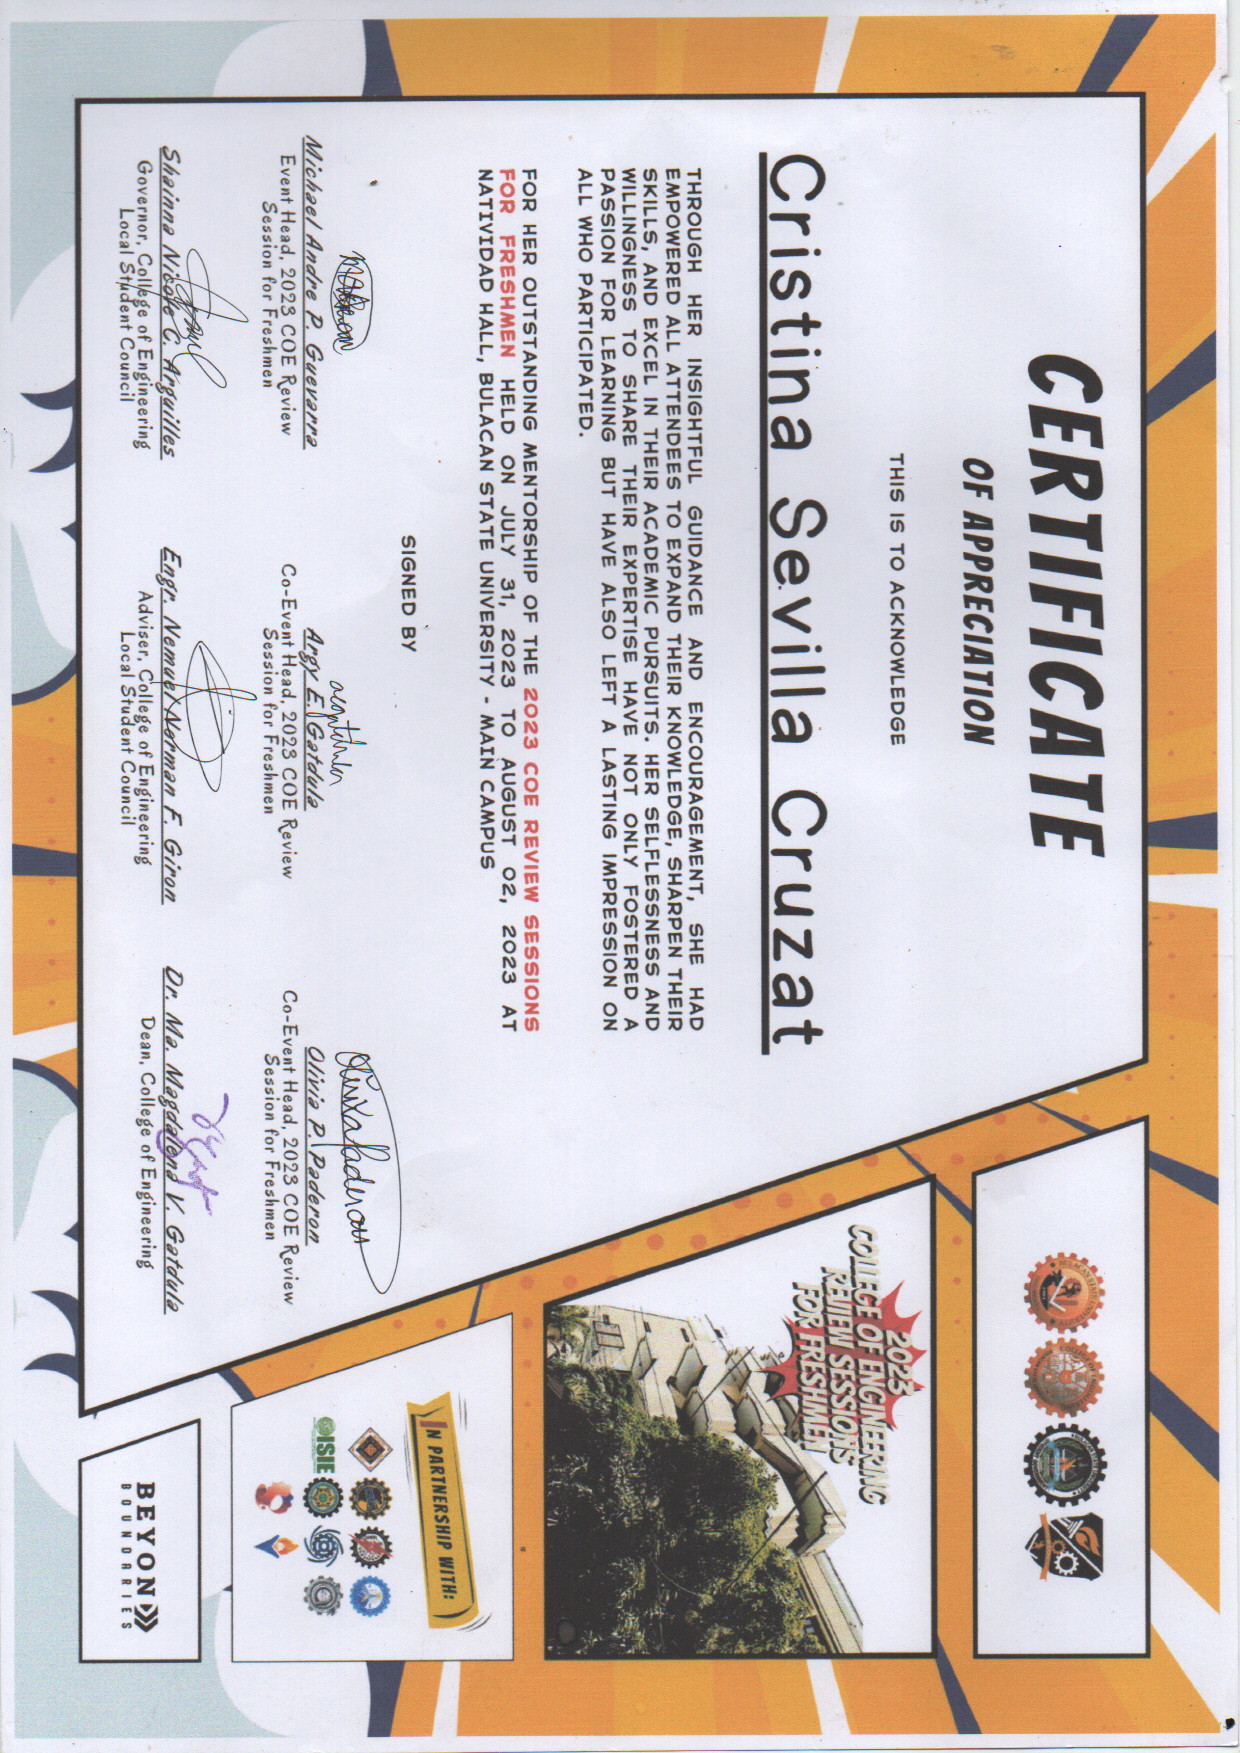 CERTIFICATE
OF APPRECIATION
THIS IS TO ACKNOWLEDGE
Cristina Sevilla Cruzat
THROUGH HER INSIGHTFUL GUIDANCE AND ENCOURAGEMENT, SHE HAD
EMPOWERED ALL ATTENDEES TO EXPAND THEIR KNOWLEDGE, SHARPEN THEIR
SKILLS, AND EXCEL IN THEIR ACADEMIC PURSUITS. HER SELFLESSNESS AND
WILLINGNESS TO SHARE THEIR EXPERTISE HAVE NOT ONLY FOSTERED A
PASSION FOR LEARNING BUT HAVE ALSO LEFT A LASTING IMPRESSION ON
ALL WHO PARTICIPATED.
FOR HER OUTSTANDING MENTORSHIP OF THE 2023 COE REVIEW SESSIONS
FOR FRESHMEN HELD ON JULY 31, 2023 TO AUGUST 02, 2023 AT
NATIVIDAD HALL, BULACAN STATE UNIVERSITY - MAIN CAMPUS
SIGNED BY
Michael Andre P. Guevarra
Event Head, 2023 COE Review
Session for Freshmen
Argy E. Gatdula
Co-Event Head, 2023 COE Review
Session for Freshmen
Olivia P. Paderon
Co-Event Head, 2023 COE Review
Session for Freshmen
Shainna Nicole C. Arguilles
Governor, College of Engineering
Local Student Council
Engr. Nemuel Norman F. Giron
Adviser, College of Engineering
Local Student Council
Dr. Ma. Magdalena V. Gatdula
Dean, College of Engineering
2023
COLLEGE OF ENGINEERING
REVIEW SESSIONS
FOR FRESHMEN
IN PARTNERSHIP WITH:
ISIE
BEYOND
BOUNDARIES